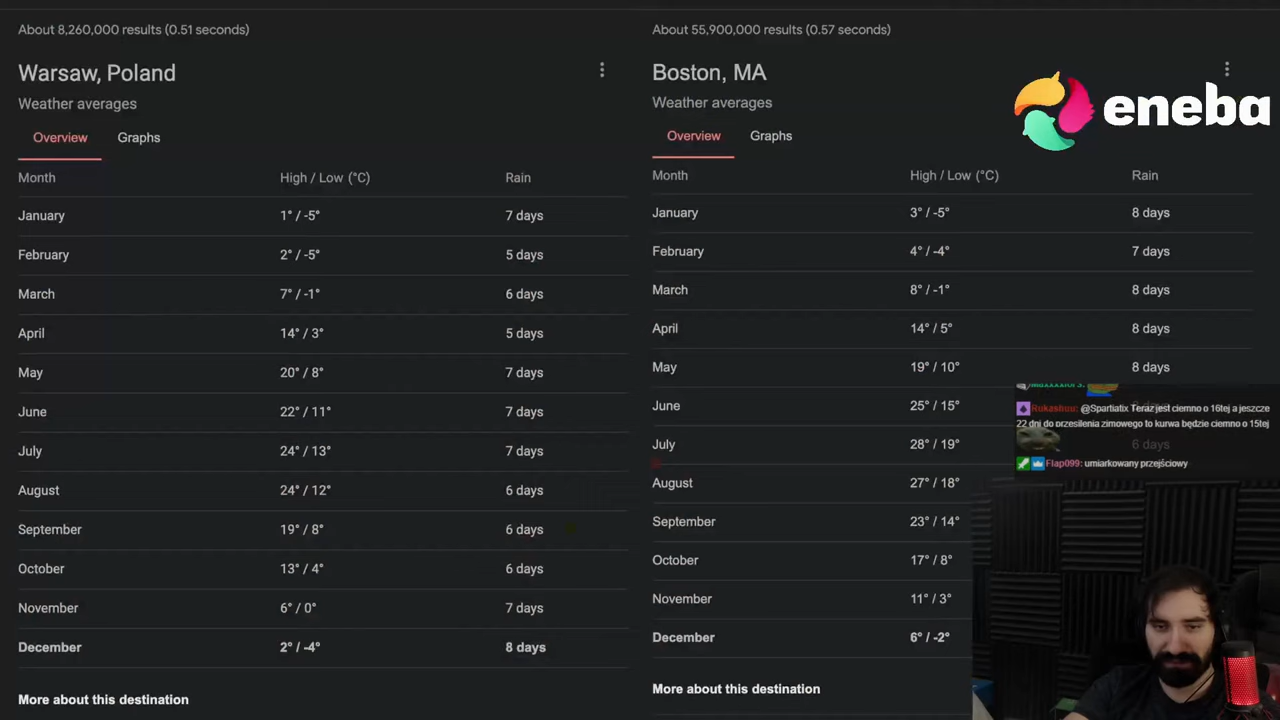 About 8,260,000 results (0.51 seconds)
Warsaw, Poland
Weather averages
Overview Graphs
Month High / Low (°C) Rain
January 1° / -5° 7 days
February 2° / -5° 5 days
March 7° / -1° 6 days
April 14° / 3° 5 days
May 20° / 8° 7 days
June 22° / 11° 7 days
July 24° / 13° 7 days
August 24° / 12° 6 days
September 19° / 8° 6 days
October 13° / 4° 6 days
November 6° / 0° 7 days
December 2° / -4° 8 days
More about this destination
About 55,900,000 results (0.57 seconds)
Boston, MA
Weather averages
Overview Graphs
Month High / Low (°C) Rain
January 3° / -5° 8 days
February 4° / -4° 7 days
March 8° / -1° 8 days
April 14° / 5° 8 days
May 19° / 10° 8 days
June 25° / 15°
July 28° / 19° 6 days
August 27° / 18°
September 23° / 14°
October 17° / 8°
November 11° / 3°
December 6° / -2°
More about this destination
eneba
Rukashuu: @Spartiatix Teraz jest ciemno o 16tej a jeszcze
22 dni do przesilenia zimowego to kurwa będzie ciemno o 15tej
Flap099: umiarkowany przejściowy